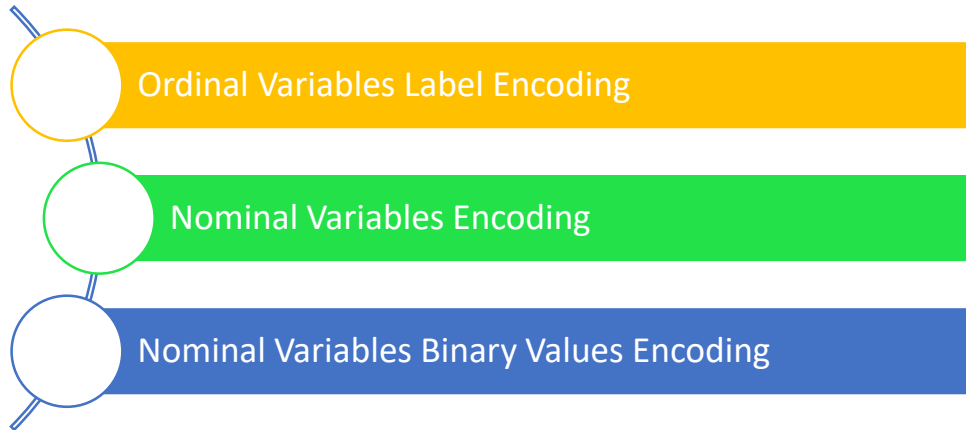 Ordinal Variables Label Encoding
Nominal Variables Encoding
Nominal Variables Binary Values Encoding